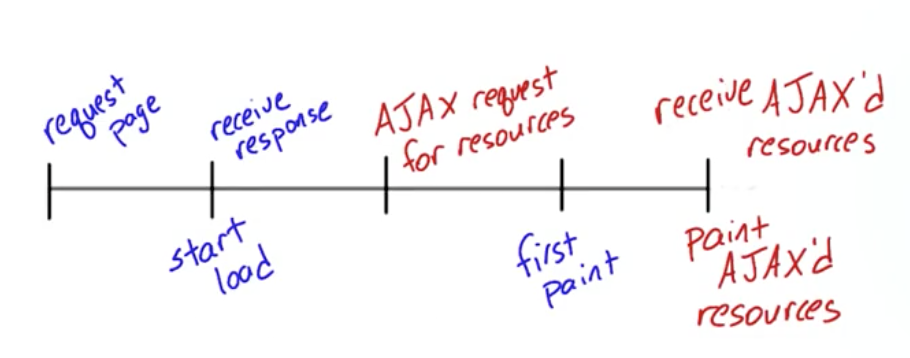 request
page
receive
response
AJAX request
for resources
receive AJAX'd
resources
start
load
first
paint
paint
AJAX'd
resources